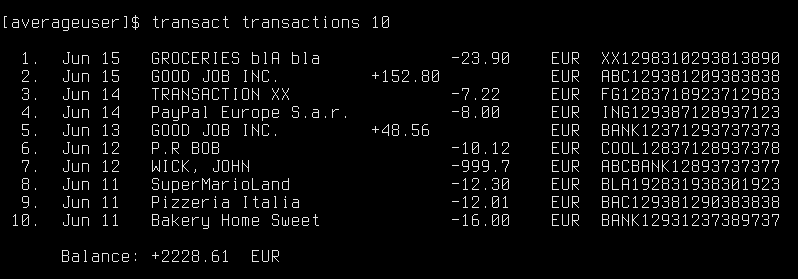 [averageuser]$ transact transactions 10
1. Jun 15 GROCERIES blA bla -23.90 EUR XX1298310293813890
2. Jun 15 GOOD JOB INC. +152.80 EUR ABC129381209383838
3. Jun 14 TRANSACTION XX -7.22 EUR FG1283718923712983
4. Jun 14 PayPal Europe S.a.r. -8.00 EUR ING129387128937123
5. Jun 13 GOOD JOB INC. +48.56 EUR BANK12371293737373
6. Jun 12 P.R BOB -10.12 EUR COOL12837128937378
7. Jun 12 WICK, JOHN -999.7 EUR ABCBANK12893737377
8. Jun 11 SuperMarioLand -12.30 EUR BLA192831938301923
9. Jun 11 Pizzeria Italia -12.01 EUR BAC129381290383838
10. Jun 11 Bakery Home Sweet -16.00 EUR BANK12931237389737
Balance: +2228.61 EUR